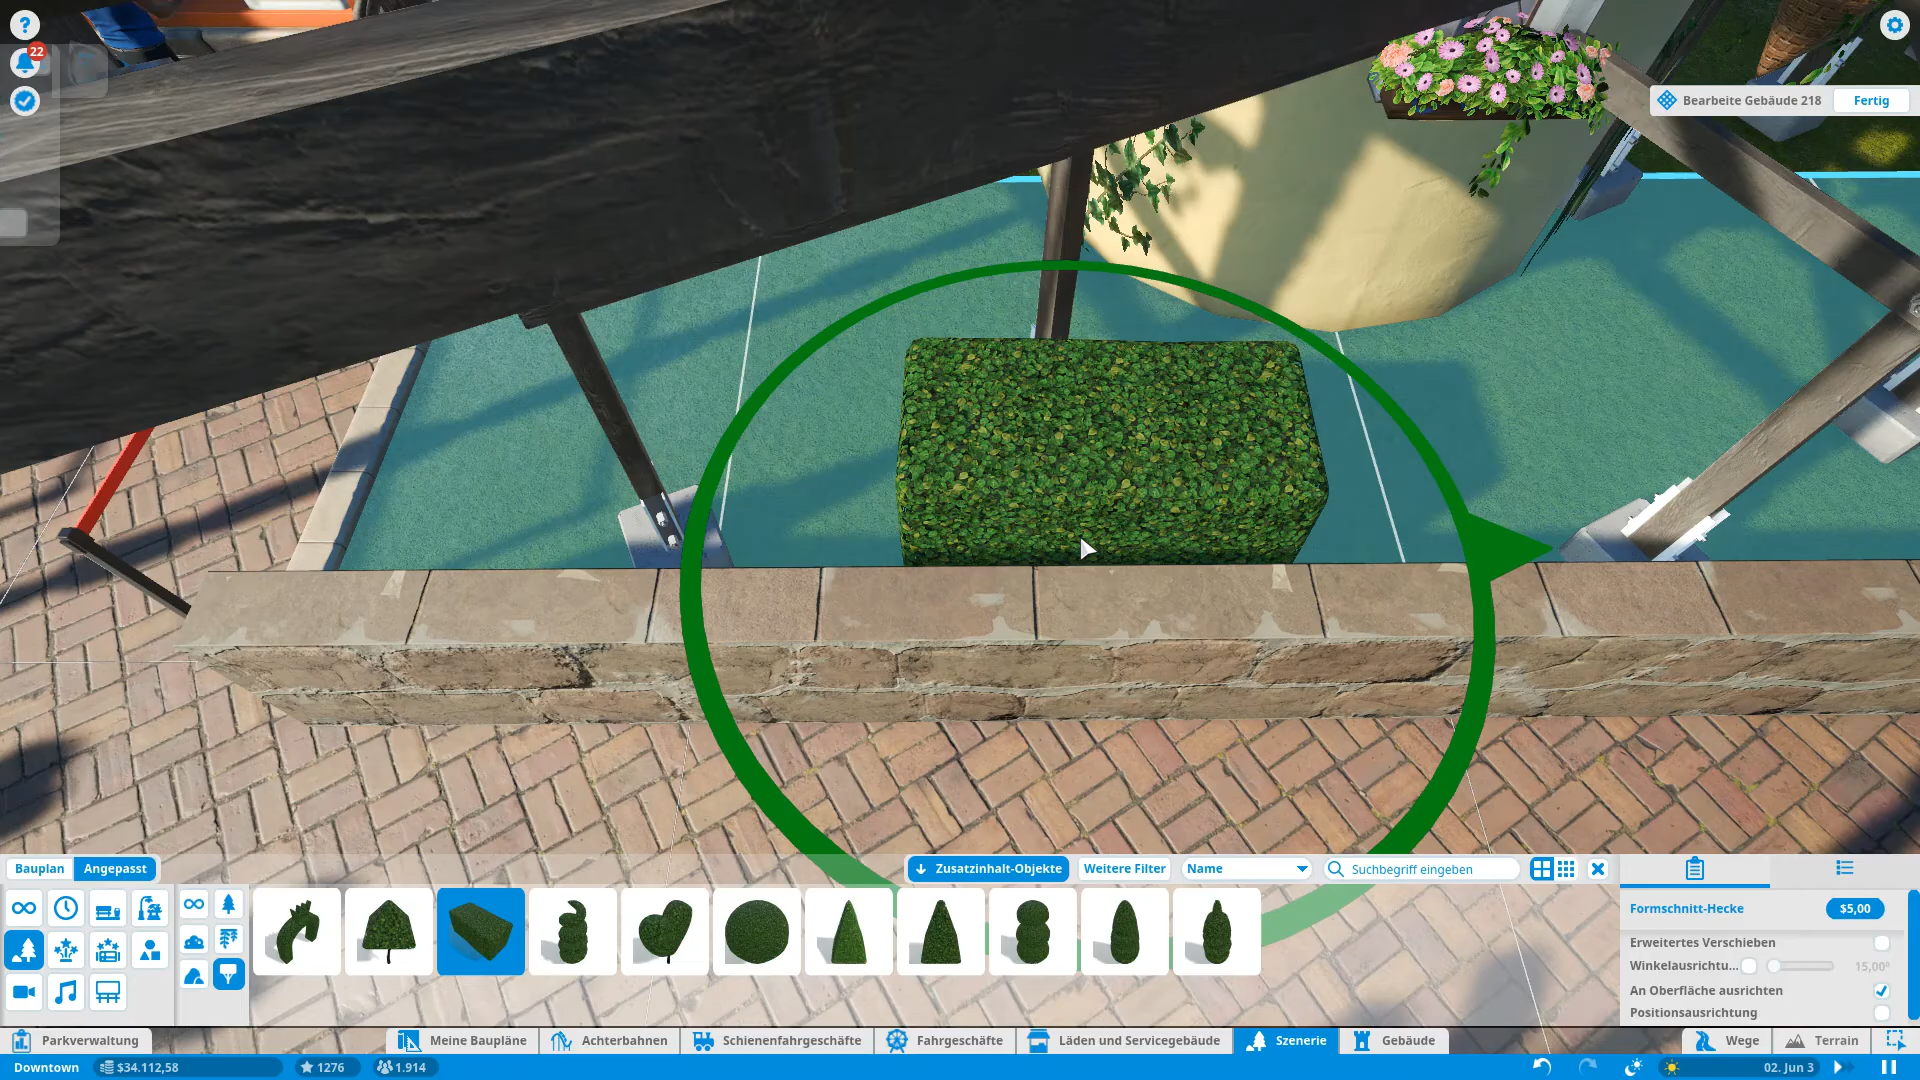 ?
22
Bearbeite Gebäude 218
Fertig
Bauplan
Angepasst
Zusatzinhalt-Objekte
Weitere Filter
Name
Suchbegriff eingeben
Formschnitt-Hecke
$5,00
Erweitertes Verschieben
Winkelausrichtu...
15,00°
An Oberfläche ausrichten
Positionsausrichtung
Parkverwaltung
Meine Baupläne
Achterbahnen
Schienenfahrgeschäfte
Fahrgeschäfte
Läden und Servicegebäude
Szenerie
Gebäude
Wege
Terrain
Downtown
$34.112,58
1276
1.914
02. Jun 3